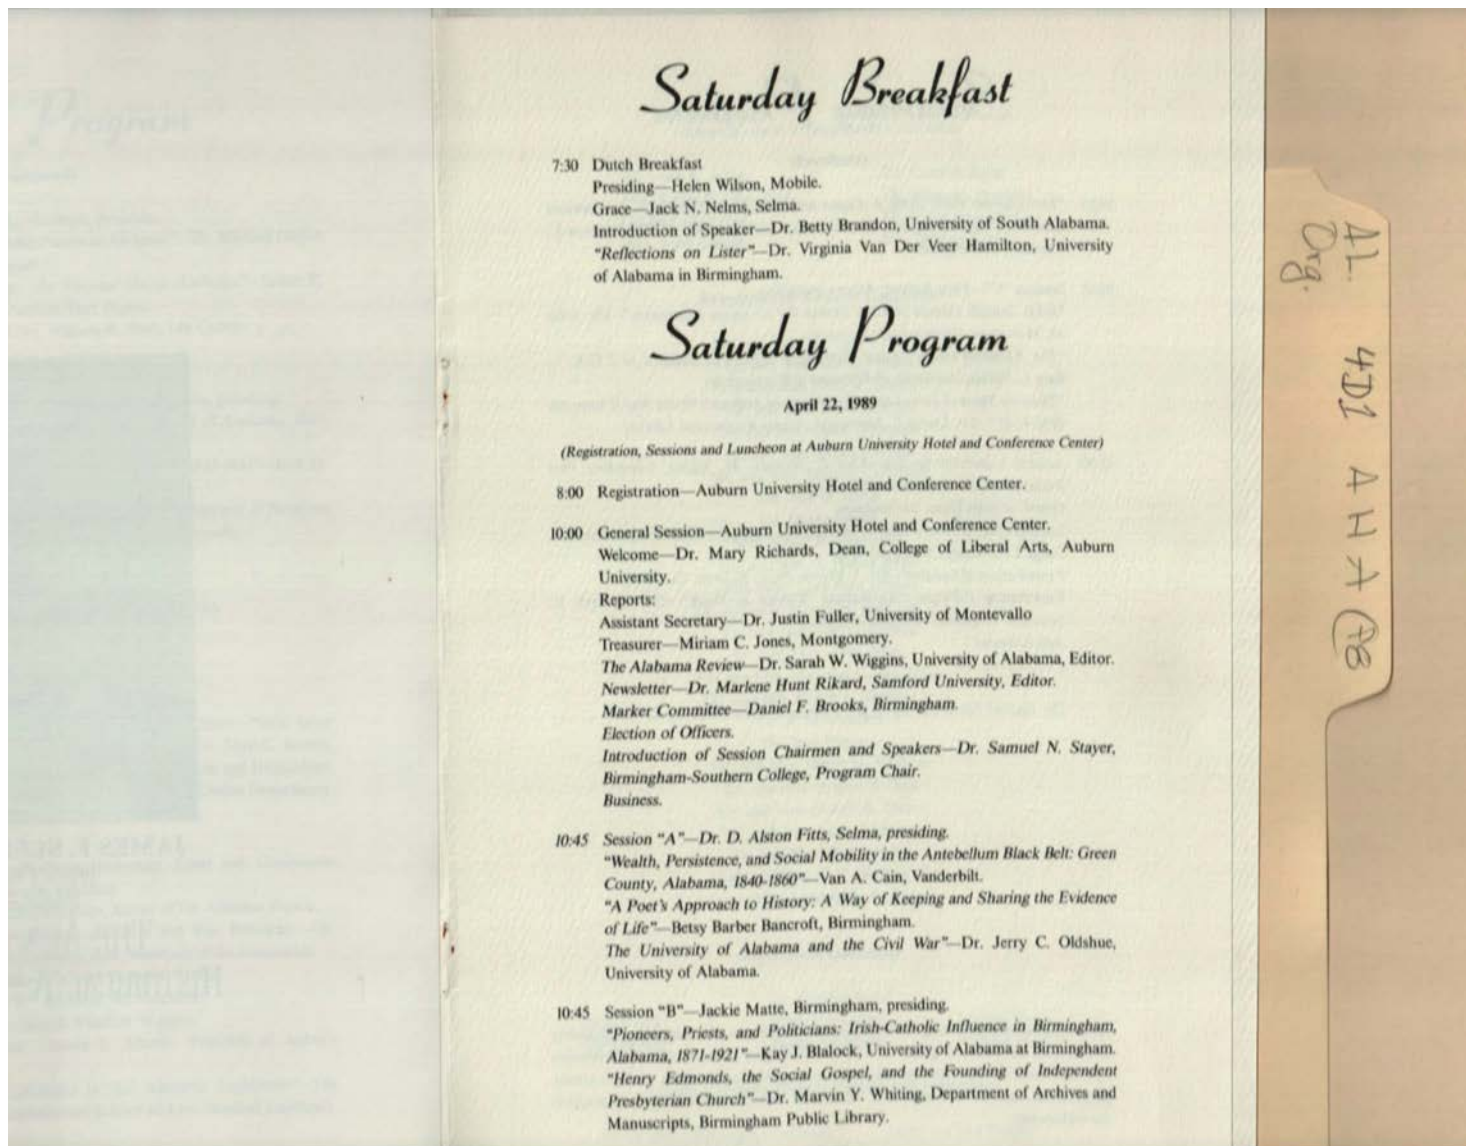 Saturday Breakfast
7:30 Dutch Breakfast
Presiding—Helen Wilson, Mobile.
Grace—Jack N. Nelms, Selma.
Introduction of Speaker—Dr. Betty Brandon, University of South Alabama.
"Reflections on Lister"—Dr. Virginia Van Der Veer Hamilton, University
of Alabama in Birmingham.
Saturday Program
April 22, 1989
(Registration, Sessions and Luncheon at Auburn University Hotel and Conference Center)
8:00 Registration—Auburn University Hotel and Conference Center.
10:00 General Session—Auburn University Hotel and Conference Center.
Welcome—Dr. Mary Richards, Dean, College of Liberal Arts, Auburn
University.
Reports:
Assistant Secretary—Dr. Justin Fuller, University of Montevallo
Treasurer—Miriam C. Jones, Montgomery.
The Alabama Review—Dr. Sarah W. Wiggins, University of Alabama, Editor.
Newsletter—Dr. Marlene Hunt Rikard, Samford University, Editor.
Marker Committee—Daniel F. Brooks, Birmingham.
Election of Officers.
Introduction of Session Chairmen and Speakers—Dr. Samuel N. Stayer,
Birmingham-Southern College, Program Chair.
Business.
10:45 Session "A"—Dr. D. Alston Fitts, Selma, presiding.
"Wealth, Persistence, and Social Mobility in the Antebellum Black Belt: Green
County, Alabama, 1840-1860"—Van A. Cain, Vanderbilt.
"A Poet's Approach to History: A Way of Keeping and Sharing the Evidence
of Life"—Betsy Barber Bancroft, Birmingham.
The University of Alabama and the Civil War"—Dr. Jerry C. Oldshue,
University of Alabama.
10:45 Session "B"—Jackie Matte, Birmingham, presiding.
"Pioneers, Priests, and Politicians: Irish-Catholic Influence in Birmingham,
Alabama, 1871-1921"—Kay J. Blalock, University of Alabama at Birmingham.
"Henry Edmonds, the Social Gospel, and the Founding of Independent
Presbyterian Church"—Dr. Marvin Y. Whiting, Department of Archives and
Manuscripts, Birmingham Public Library.
AL. 4D1 AHA
Org.